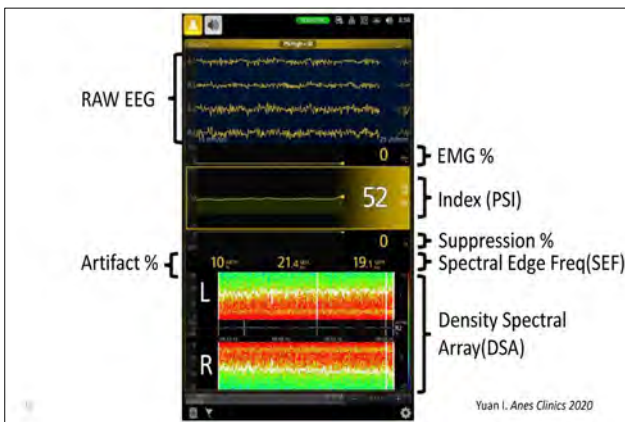 RAW EEG
EMG %
0
Index (PSI)
52
Suppression %
0
Artifact %
Spectral Edge Freq(SEF)
10 21.4 19.1
L
R
Density Spectral
Array(DSA)
Yuan I. Anes Clinics 2020